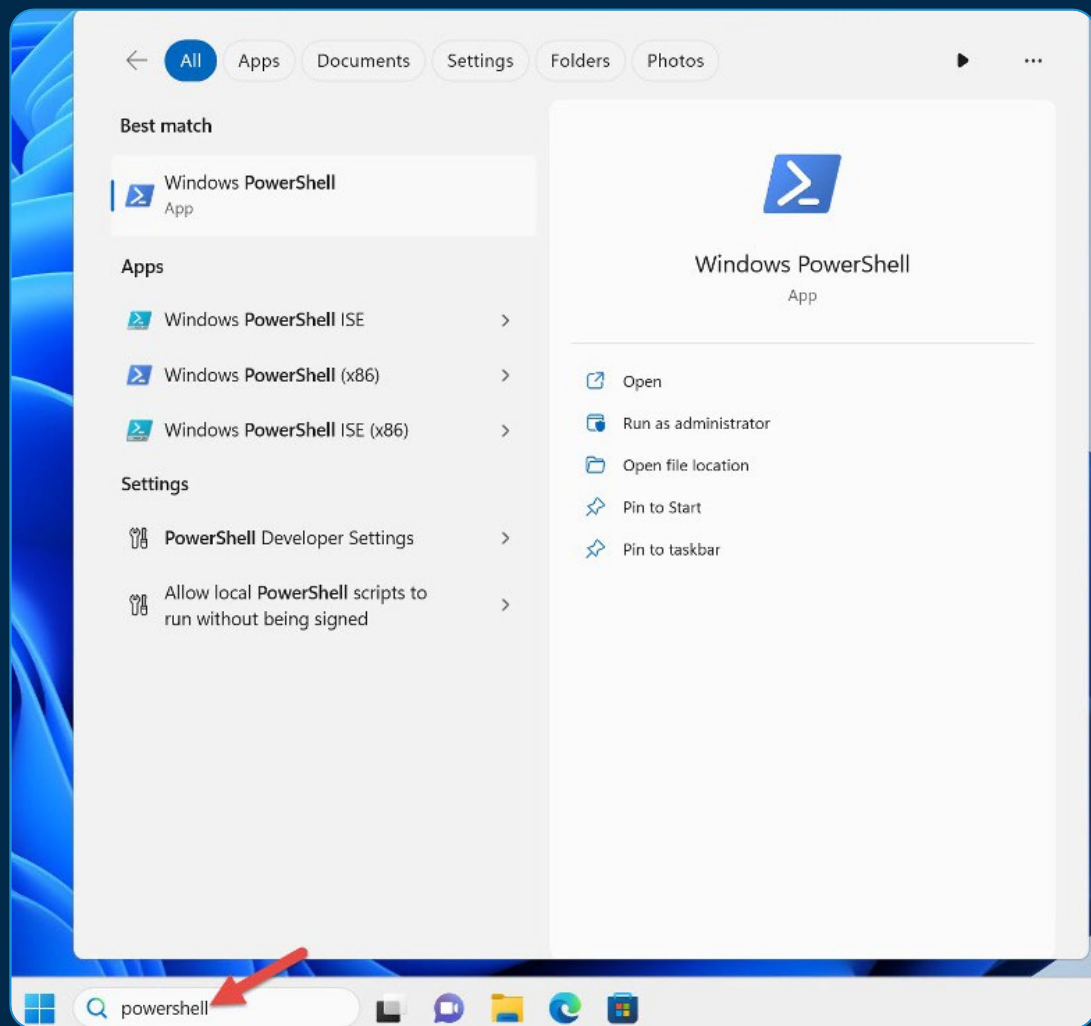 All Apps Documents Settings Folders Photos
Best match
Windows PowerShell
App
Apps
Windows PowerShell ISE
Windows PowerShell (x86)
Windows PowerShell ISE (x86)
Settings
PowerShell Developer Settings
Allow local PowerShell scripts to
run without being signed
Windows PowerShell
App
Open
Run as administrator
Open file location
Pin to Start
Pin to taskbar
powershell